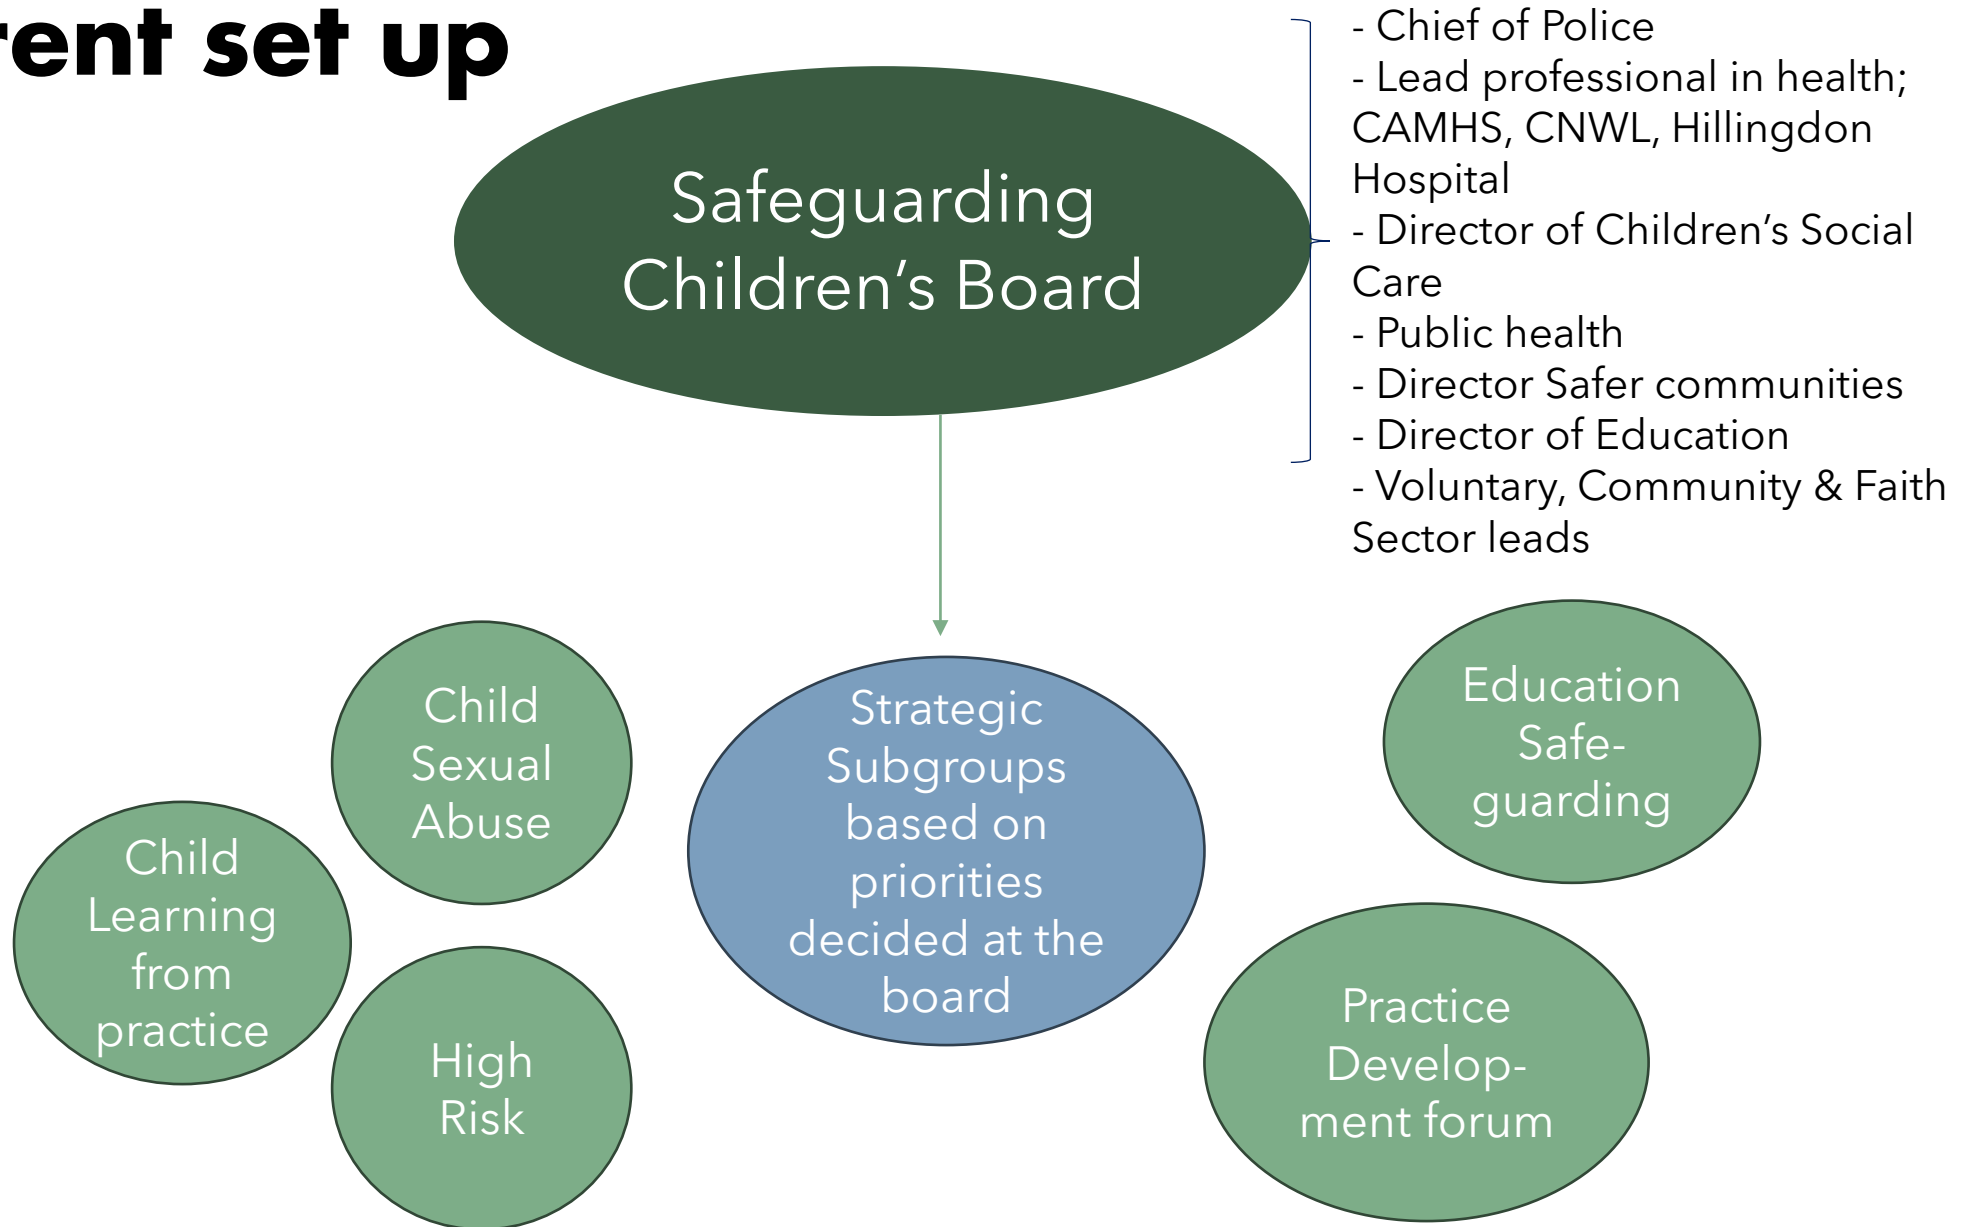 rent set up
Safeguarding
Children’s Board
- Chief of Police
- Lead professional in health;
CAMHS, CNWL, Hillingdon
Hospital
- Director of Children’s Social
Care
- Public health
- Director Safer communities
- Director of Education
- Voluntary, Community & Faith
Sector leads
Child
Sexual
Abuse
Child
Learning
from
practice
High
Risk
Strategic
Subgroups
based on
priorities
decided at the
board
Education
Safe-
guarding
Practice
Develop-
ment forum